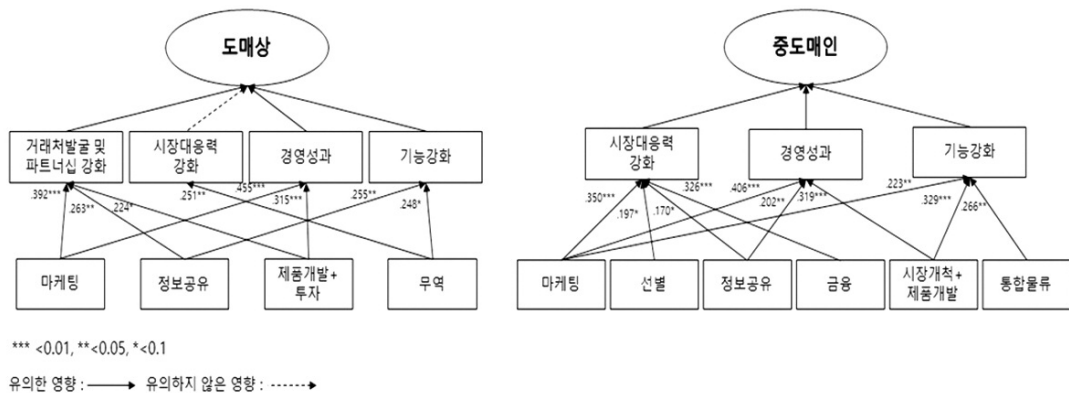 도매상
중도매인
거래처발굴 및
파트너십 강화
시장대응력
강화
경영성과
기능강화
시장대응력
강화
경영성과
기능강화
.392***
.263**
.224*
.251**
.455***
.315***
.255**
.248*
.350***
.197*
.170*
.326***
.406***
.202**
.319***
.223**
.329***
.266**
마케팅
정보공유
제품개발+
투자
무역
마케팅
선별
정보공유
금융
시장개척+
제품개발
통합물류
*** <0.01, **<0.05, *<0.1
유의한 영향 : 유의하지 않은 영향 :